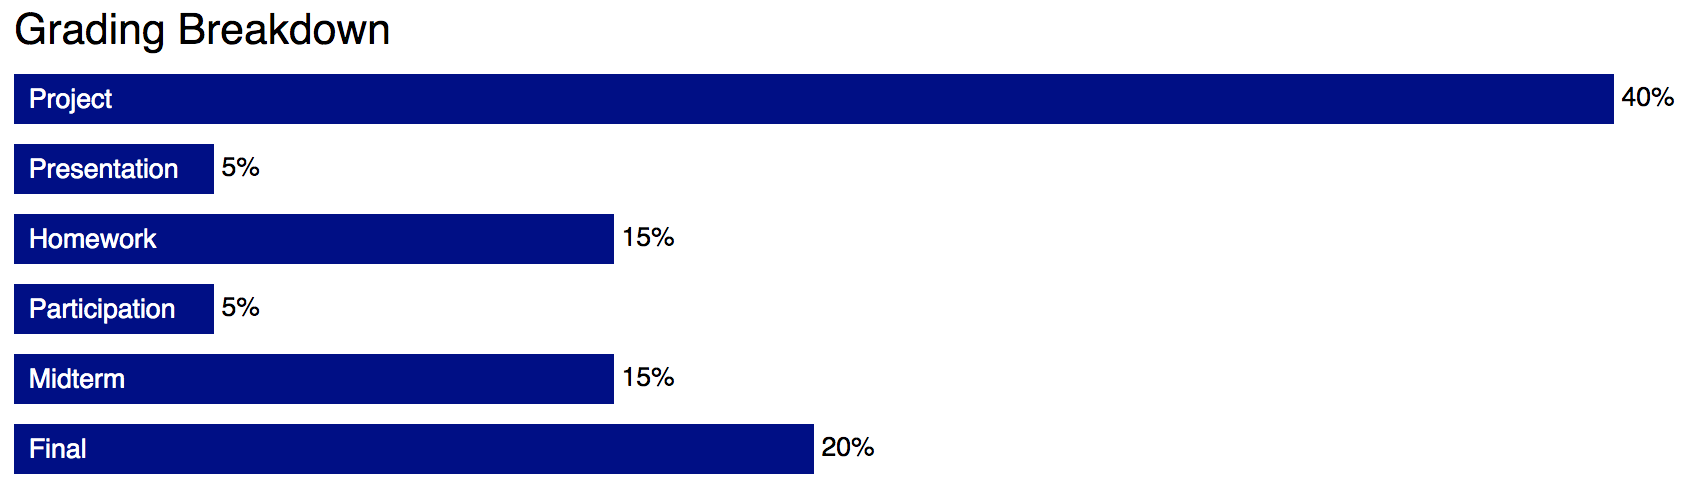 Grading Breakdown
Project 40%
Presentation 5%
Homework 15%
Participation 5%
Midterm 15%
Final 20%